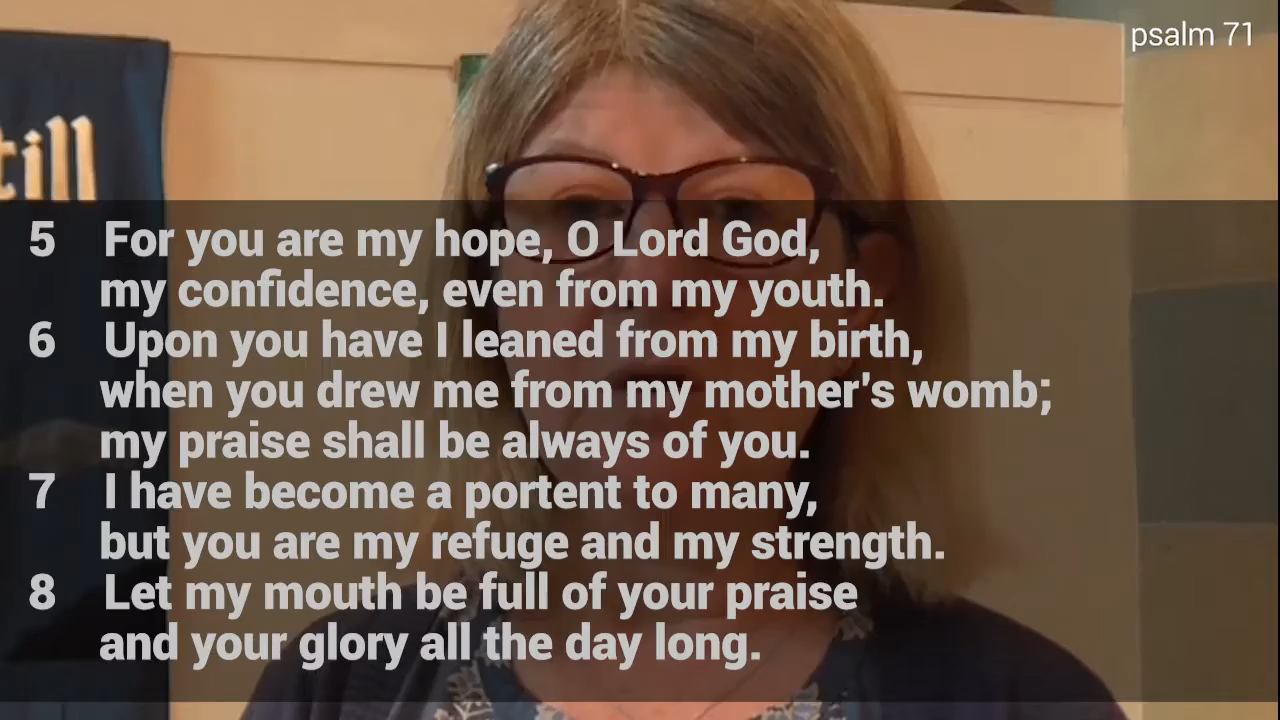 psalm 71
till
5 For you are my hope, O Lord God,
my confidence, even from my youth.
6 Upon you have I leaned from my birth,
when you drew me from my mother's womb;
my praise shall be always of you.
7 I have become a portent to many,
but you are my refuge and my strength.
8 Let my mouth be full of your praise
and your glory all the day long.